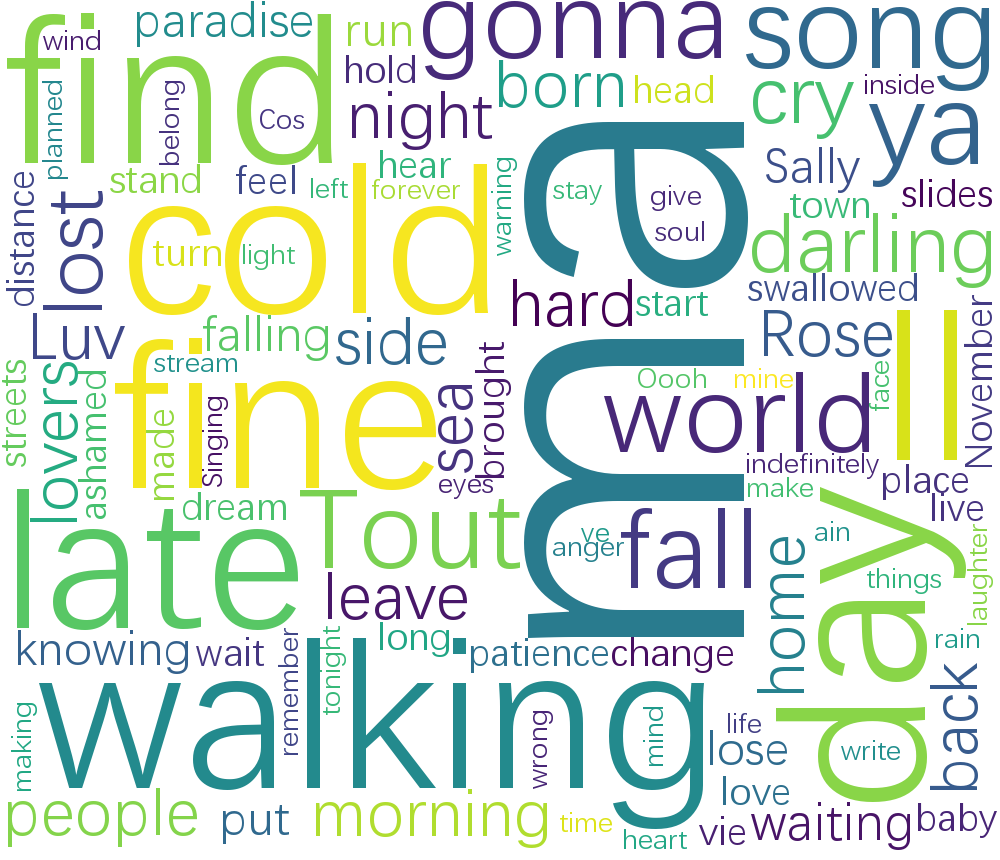 find
wind
paradise
run
gonna
song
planned
belong
Cos
hold
night
born
head
cry
inside
ya
distance
lost
stand
feel
left
hear
forever
warning
ma
stay
give
soul
Sally
town
slides
darling
cold
turn
light
hard
start
swallowed
Luv
falling
side
stream
Rose
ll
November
streets
lovers
ashamed
fine
made
Singing
sea
brought
eyes
Oooh
mine
world
face
indefinitely
make
place
live
late
dream
Tout
leave
ve
anger
fall
day
ain
things
laughter
home
rain
back
knowing
wait
remember
tonight
long
patience
change
walking
making
wrong
mind
life
lose
love
write
people
put
morning
time
heart
vie
waiting
baby